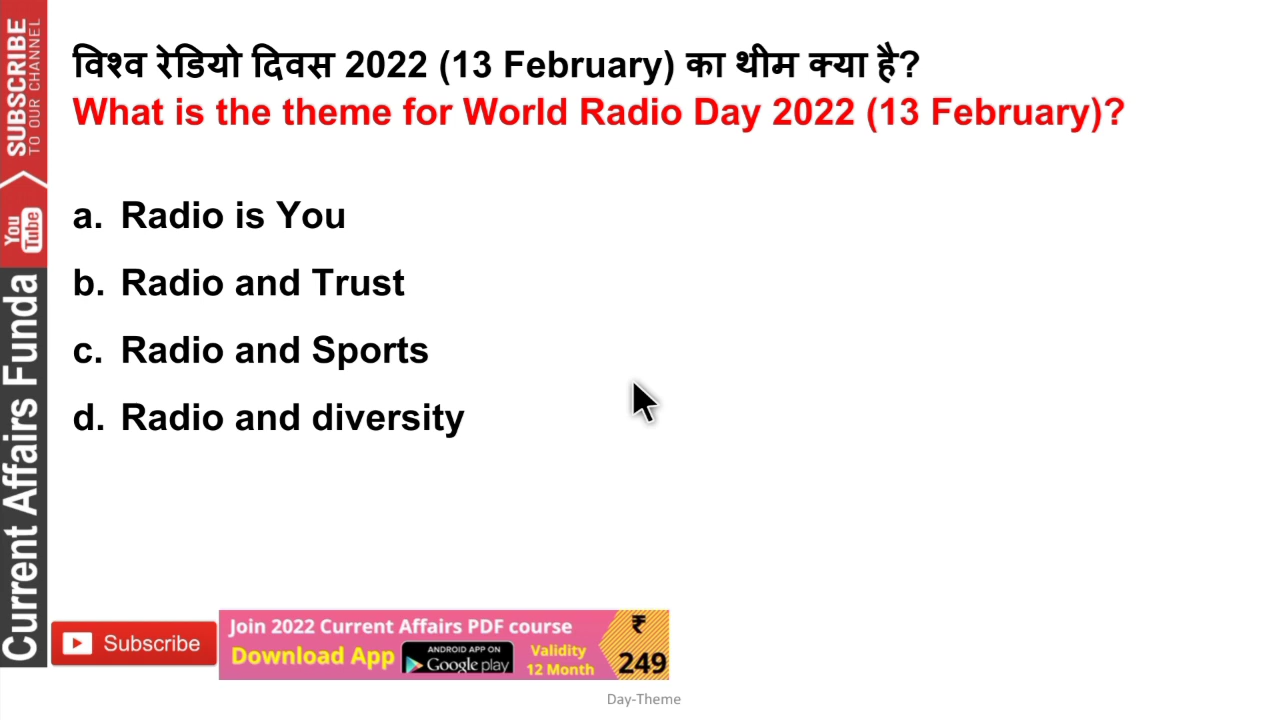 विश्व रेडियो दिवस 2022 (13 February) का थीम क्या है?
What is the theme for World Radio Day 2022 (13 February)?
a. Radio is You
b. Radio and Trust
c. Radio and Sports
d. Radio and diversity
SUBSCRIBE
TO OUR CHANNEL
You
Tube
Current Affairs Funda
Subscribe
Join 2022 Current Affairs PDF course
Download App
ANDROID APP ON
Google play
Validity
12 Month
₹
249
Day-Theme